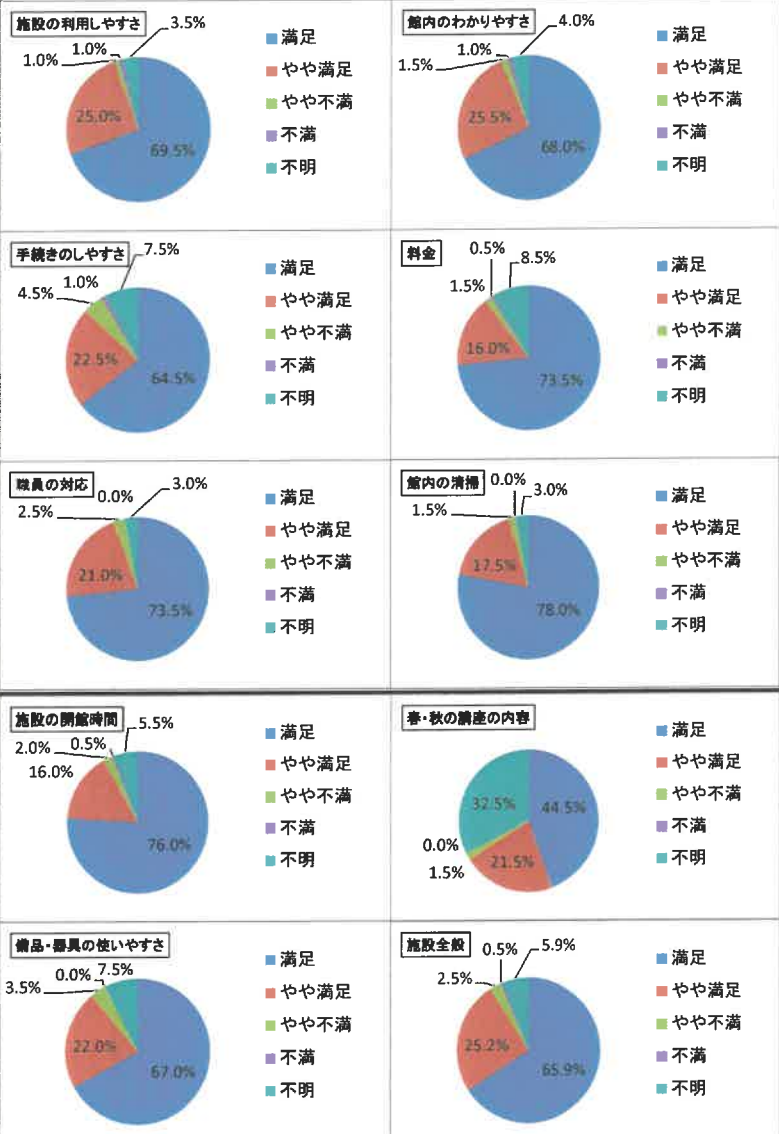 施設の利用しやすさ
3.5%
1.0%
1.0%
25.0%
69.5%
満足
やや満足
やや不満
不満
不明
館内のわかりやすさ
4.0%
1.0%
1.5%
25.5%
68.0%
満足
やや満足
やや不満
不満
不明
手続きのしやすさ
7.5%
1.0%
4.5%
22.5%
64.5%
満足
やや満足
やや不満
不満
不明
料金
0.5%
8.5%
1.5%
16.0%
73.5%
満足
やや満足
やや不満
不満
不明
職員の対応
0.0%
3.0%
2.5%
21.0%
73.5%
満足
やや満足
やや不満
不満
不明
館内の清掃
0.0%
3.0%
1.5%
17.5%
78.0%
満足
やや満足
やや不満
不満
不明
施設の開館時間
5.5%
0.5%
2.0%
16.0%
76.0%
満足
やや満足
やや不満
不満
不明
春・秋の講座の内容
32.5%
44.5%
0.0%
1.5%
21.5%
満足
やや満足
やや不満
不満
不明
備品・器具の使いやすさ
0.0%
7.5%
3.5%
22.0%
67.0%
満足
やや満足
やや不満
不満
不明
施設全般
0.5%
5.9%
2.5%
25.2%
65.9%
満足
やや満足
やや不満
不満
不明